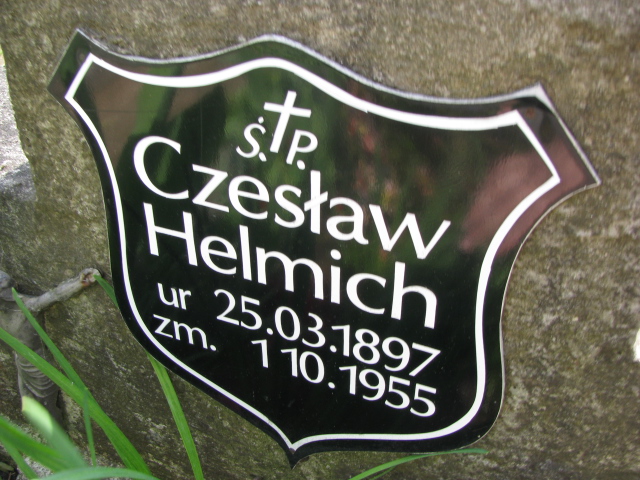 Ś.P.
Czesław
Helmich
ur 25.03.1897
zm. 1 10.1955